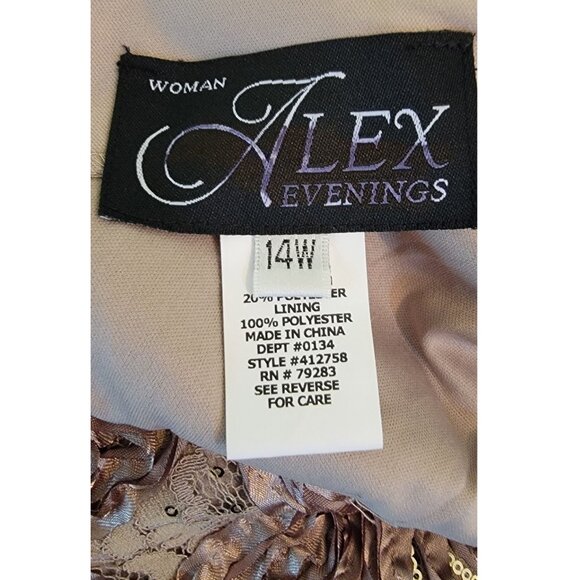 WOMAN
ALEX
EVENINGS
14W
20% POLYESTER
LINING
100% POLYESTER
MADE IN CHINA
DEPT #0134
STYLE #412758
RN # 79283
SEE REVERSE
FOR CARE